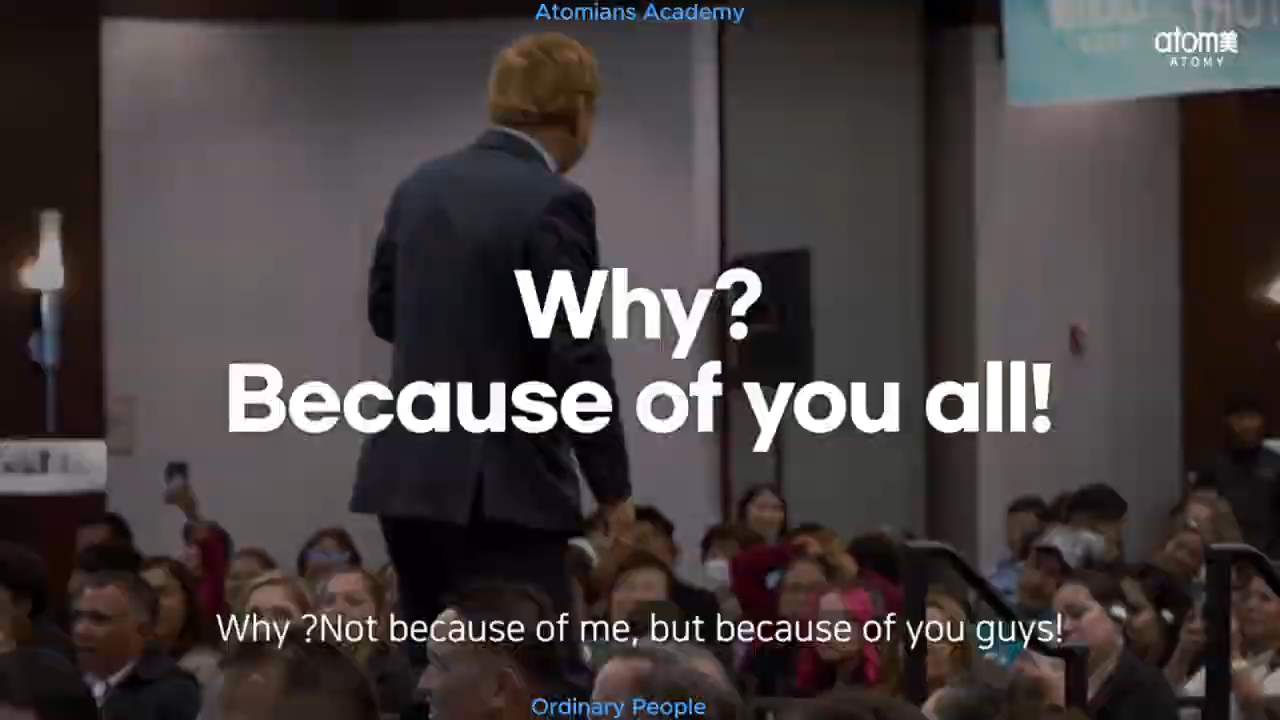 Atomians Academy
atom美
ATOMY
Why?
Because of you all!
Why ?Not because of me, but because of you guys!
Ordinary People